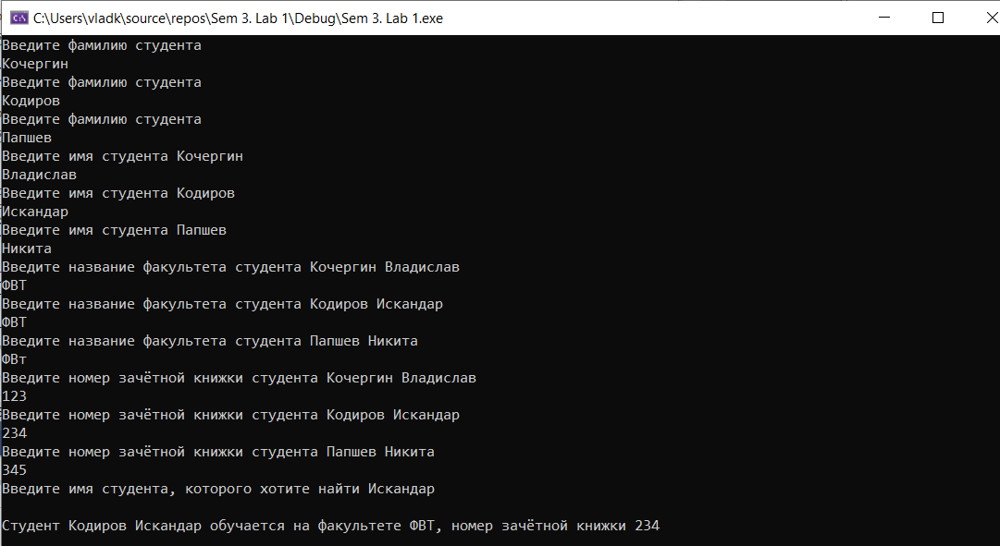 C:\Users\vladk\source\repos\Sem 3. Lab 1\Debug\Sem 3. Lab 1.exe
Введите фамилию студента
Кочергин
Введите фамилию студента
Кодиров
Введите фамилию студента
Папшев
Введите имя студента Кочергин
Владислав
Введите имя студента Кодиров
Искандар
Введите имя студента Папшев
Никита
Введите название факультета студента Кочергин Владислав
ФВТ
Введите название факультета студента Кодиров Искандар
ФВТ
Введите название факультета студента Папшев Никита
ФВт
Введите номер зачётной книжки студента Кочергин Владислав
123
Введите номер зачётной книжки студента Кодиров Искандар
234
Введите номер зачётной книжки студента Папшев Никита
345
Введите имя студента, которого хотите найти Искандар
Студент Кодиров Искандар обучается на факультете ФВТ, номер зачётной книжки 234